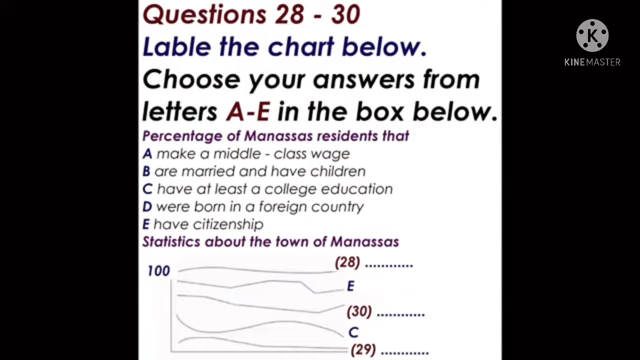 Questions 28 - 30
Lable the chart below.
Choose your answers from
letters A-E in the box below.
Percentage of Manassas residents that
A make a middle - class wage
B are married and have children
C have at least a college education
D were born in a foreign country
E have citizenship
Statistics about the town of Manassas
100
(28) ............
E
(30) ............
C
(29) ............
K
KINEMASTER